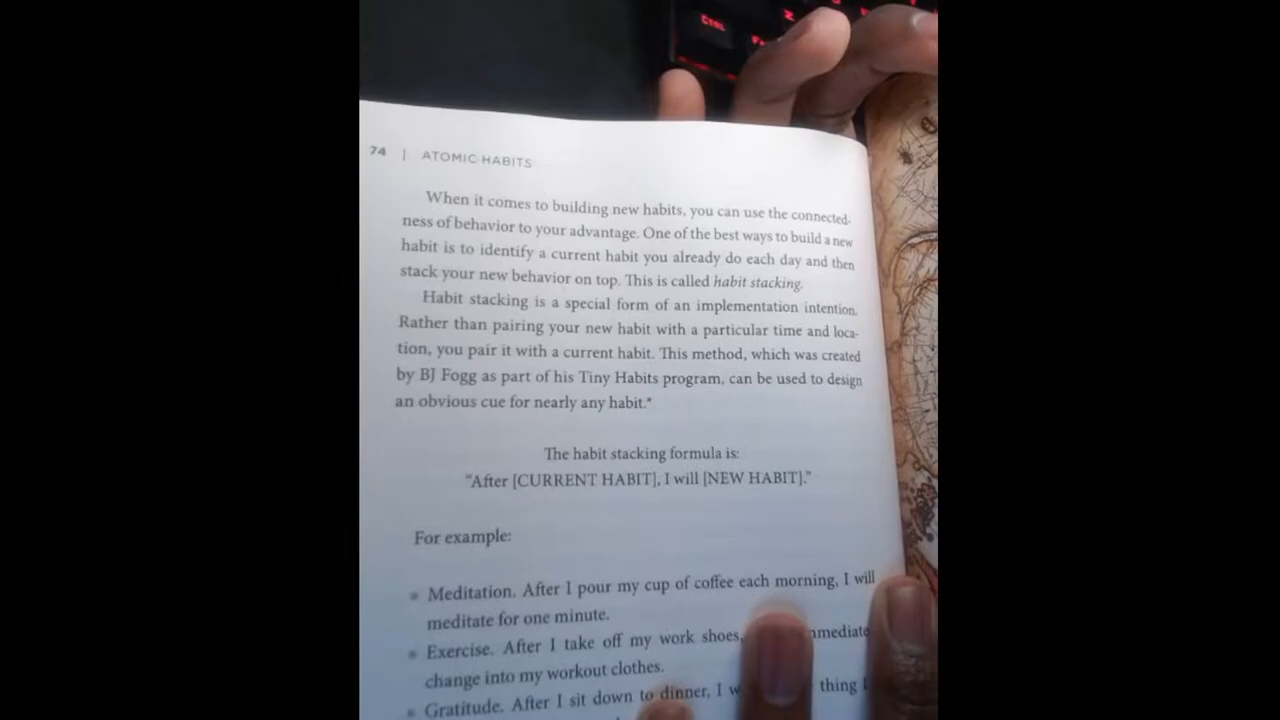 CTRL
Z
74 | ATOMIC HABITS
When it comes to building new habits, you can use the connected-
ness of behavior to your advantage. One of the best ways to build a new
habit is to identify a current habit you already do each day and then
stack your new behavior on top. This is called habit stacking.
Habit stacking is a special form of an implementation intention.
Rather than pairing your new habit with a particular time and loca-
tion, you pair it with a current habit. This method, which was created
by BJ Fogg as part of his Tiny Habits program, can be used to design
an obvious cue for nearly any habit.*
The habit stacking formula is:
“After [CURRENT HABIT], I will [NEW HABIT].”
For example:
Meditation. After I pour my cup of coffee each morning, I will
meditate for one minute.
Exercise. After I take off my work shoes,
change into my workout clothes.
Gratitude. After I sit down to dinner, I thing